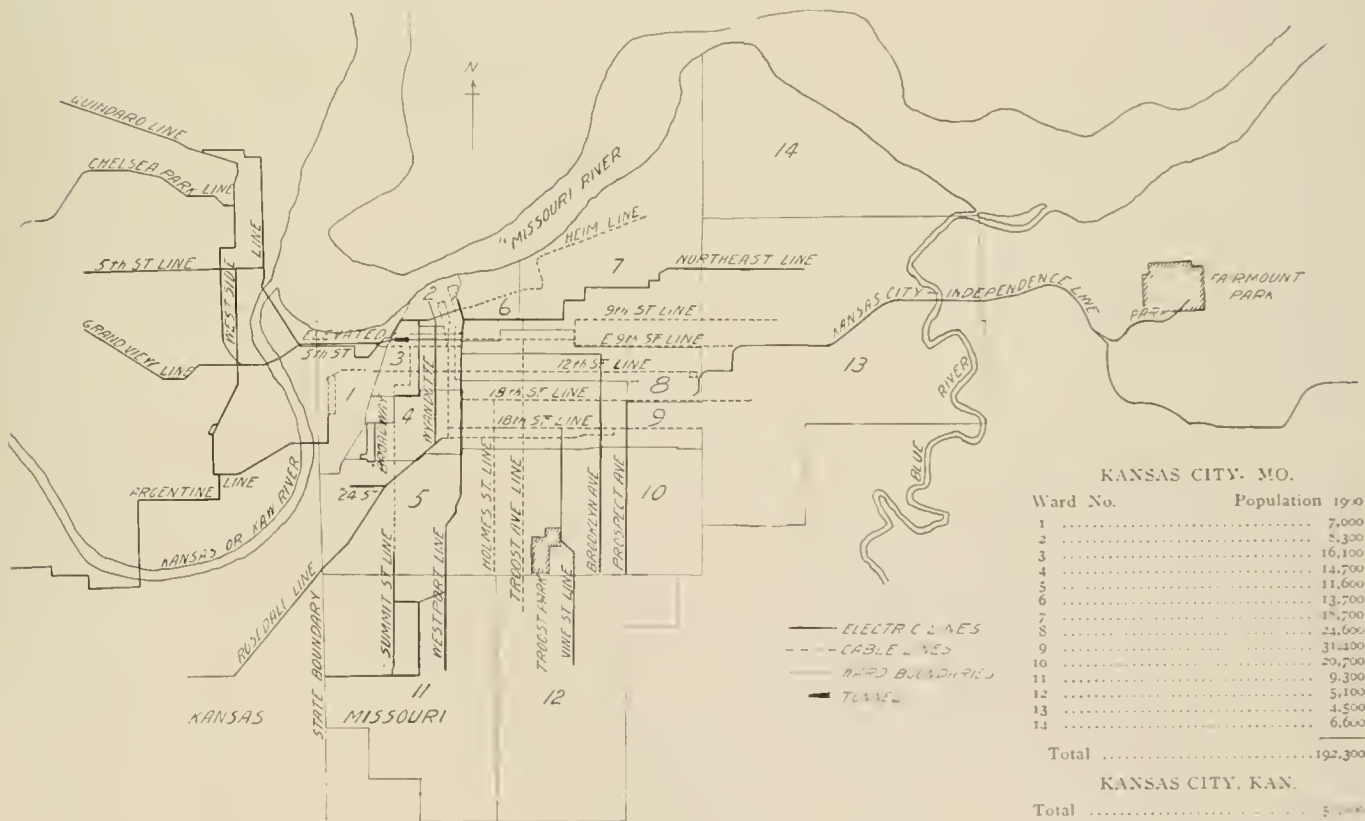 N
GUINDARO LINE
CHELSEA PARK LINE
5th ST LINE
WEST SIDE LINE
GRANDVIEW LINE
ARGENTINE LINE
KANSAS OR KAW RIVER
ROSEDALE LINE
STATE BOUNDARY
KANSAS
MISSOURI
"MISSOURI RIVER
HEIM LINE
NORTHEAST LINE
ELEVATED
5th ST
9th ST LINE
E 9th ST LINE
12th ST LINE
18th ST LINE
18th ST LINE
KANSAS CITY-INDEPENDENCE LINE
FAIRMOUNT
PARK
PARK
BLUE RIVER
BROADWAY
WYANDOTTE
24 ST
SUMMIT ST LINE
WESTPORT LINE
HOLMES ST LINE
TROOST AVE LINE
TROOST PARK
VINE ST LINE
BROOKLYN AVE
PROSPECT AVE
1
2
3
4
5
6
7
8
9
10
11
12
13
14
ELECTRIC LINES
CABLE LINES
WARD BOUNDARIES
TUNNEL
KANSAS CITY, MO.
Ward No. Population 1900
1 7,000
2 ,300
3 16,100
4 14,700
5 11,600
6 13,700
7 ,700
8 24,600
9 31,400
10 20,700
11 9,300
12 5,100
13 4,500
14 6,600
Total 192,300
KANSAS CITY, KAN.
Total